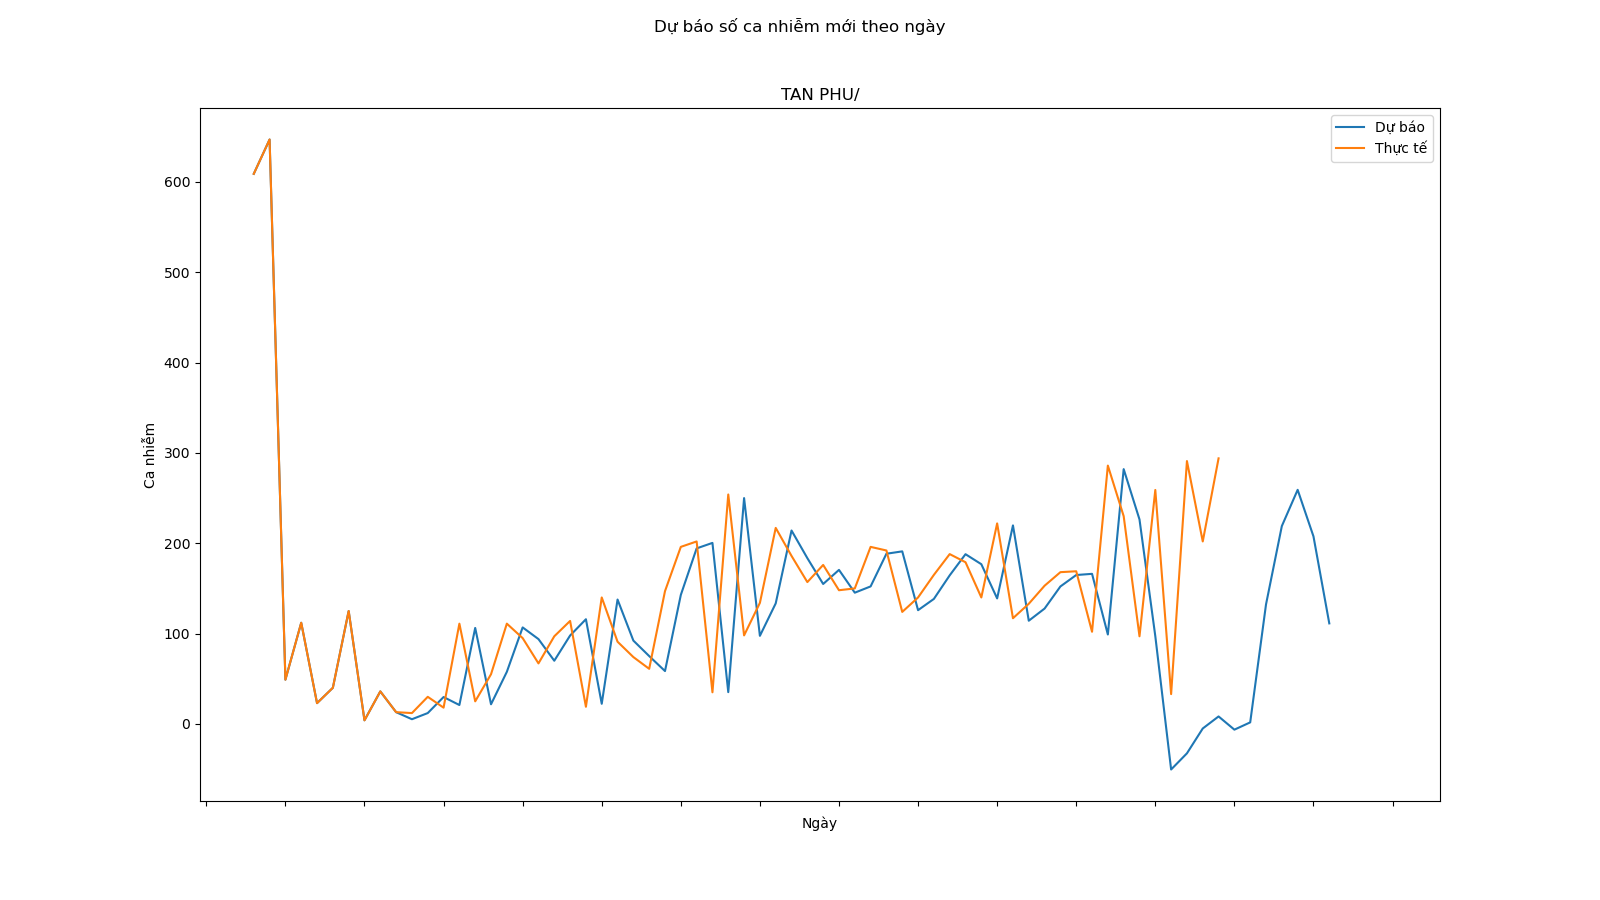 Dự báo số ca nhiễm mới theo ngày
TAN PHU/
Dự báo
Thực tế
600
500
400
300
200
100
0
Ca nhiễm
Ngày